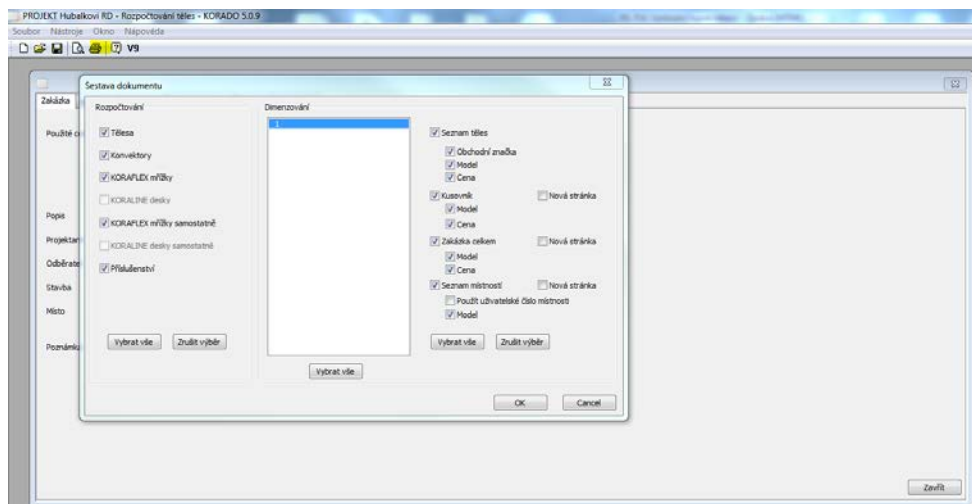 PROJEKT Hubalkovi RD - Rozpočtování těles - KORADO 5.0.9
Soubor Nástroje Okno Nápověda
V9
Šestava dokumentu
Zakázka
Rozpočtování
Dimenzování
Použité
Tělesa
1
Seznam těles
Konvektory
Obchodní značka
Model
Cena
KORAFLEX mřížky
KORALINE desky
Kusovník
Nová stránka
Model
Popis
KORAFLEX mřížky samostatně
Cena
Projektan
KORALINE desky samostatně
Zakázka celkem
Nová stránka
Model
Odběrate
Příslušenství
Cena
Stavba
Seznam místností
Nová stránka
Použít uživatelské číslo místnosti
Místo
Model
Poznámk
Vybrat vše
Zrušit výběr
Vybrat vše
Zrušit výběr
Vybrat vše
OK
Cancel
Zavřít